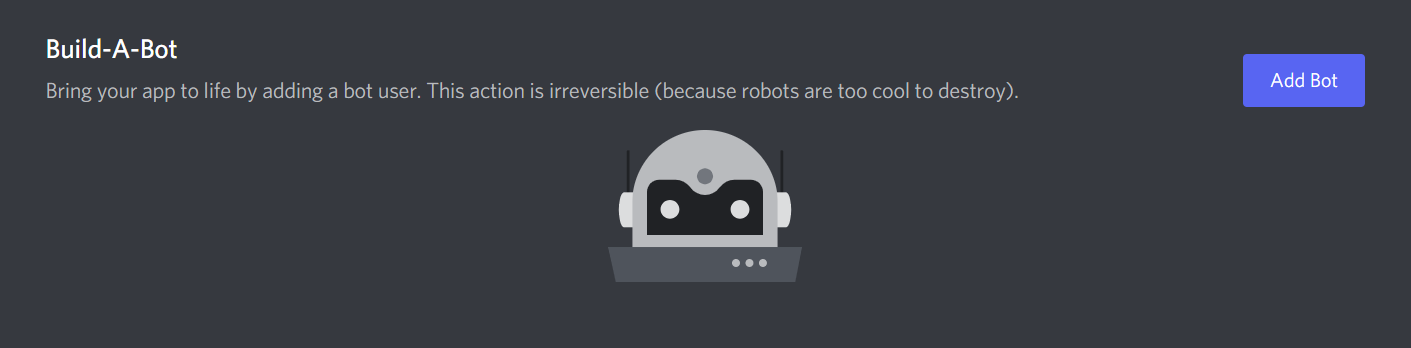 Build-A-Bot
Bring your app to life by adding a bot user. This action is irreversible (because robots are too cool to destroy).
Add Bot